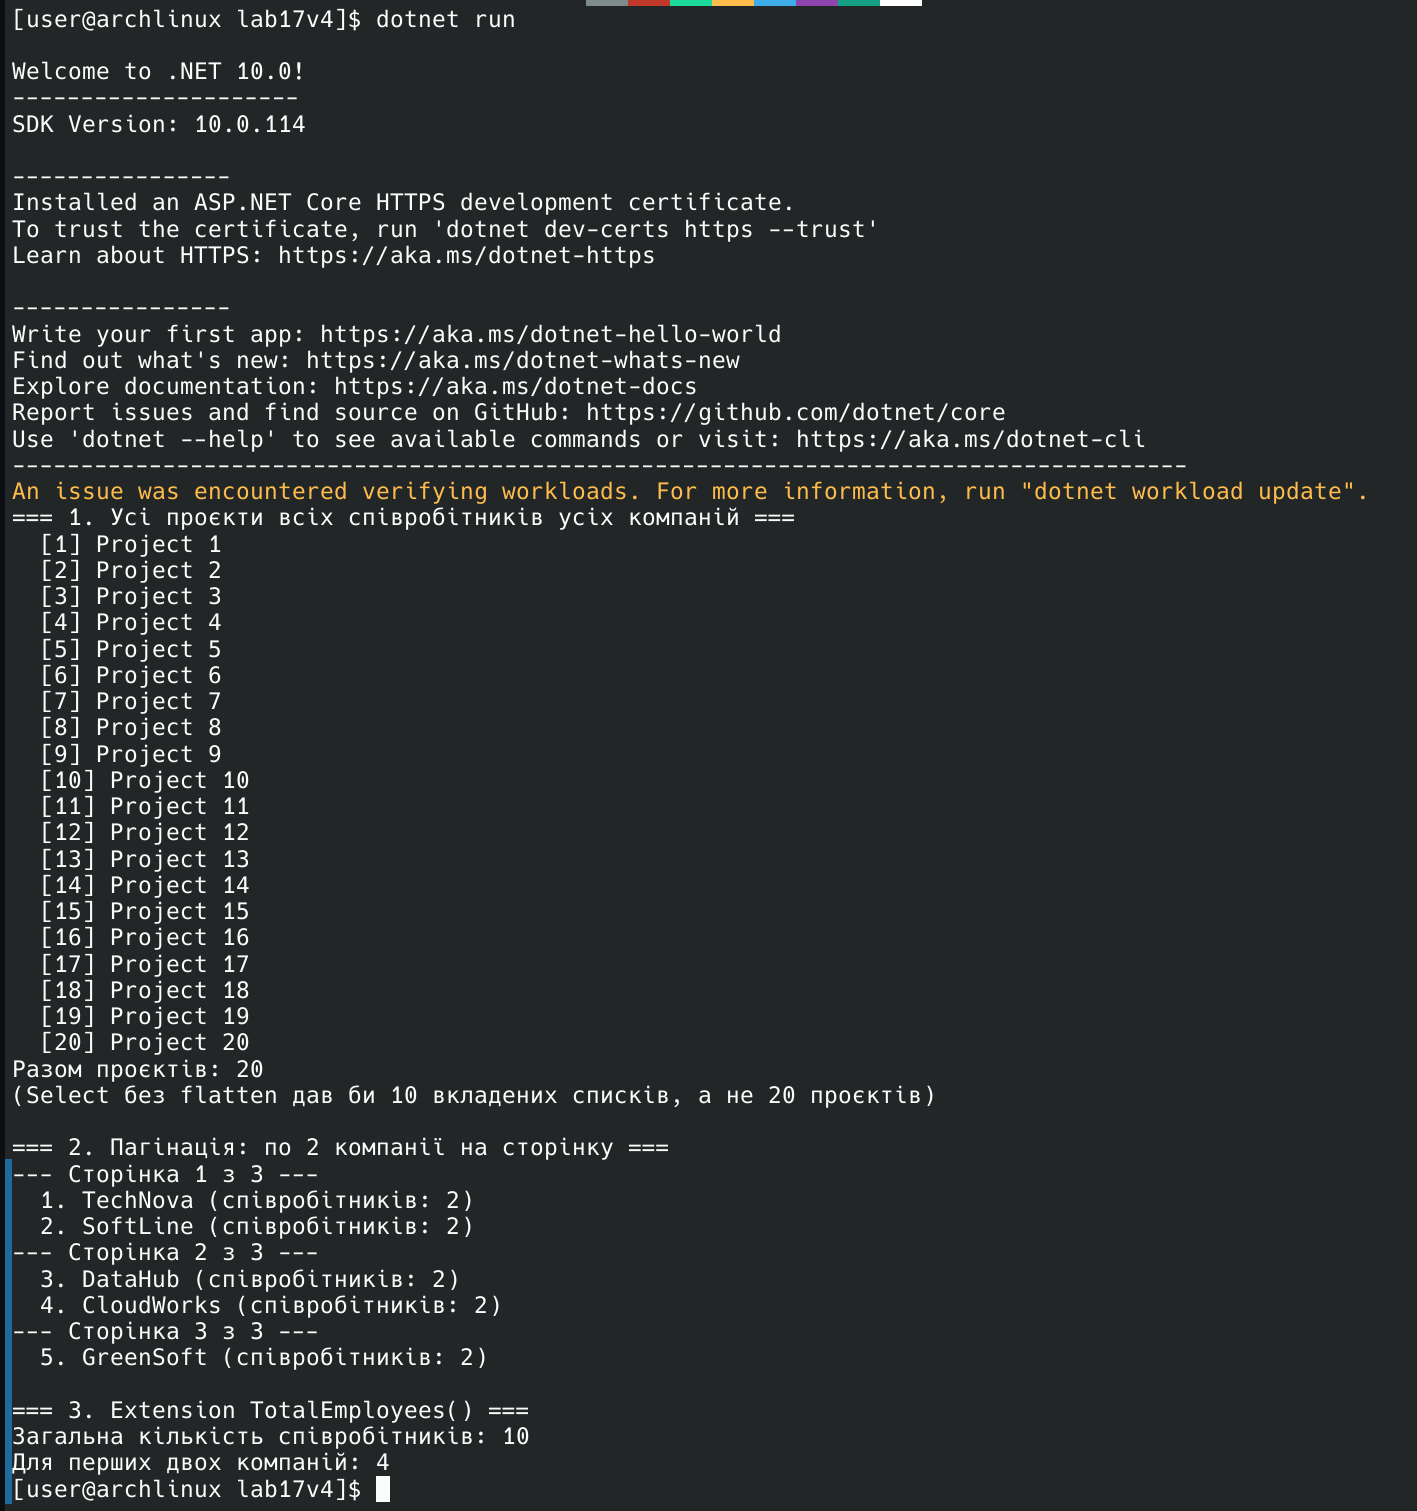 [user@archlinux lab17v4]$ dotnet run
Welcome to .NET 10.0!
---------------------
SDK Version: 10.0.114
----------------
Installed an ASP.NET Core HTTPS development certificate.
To trust the certificate, run 'dotnet dev-certs https --trust'
Learn about HTTPS: https://aka.ms/dotnet-https
----------------
Write your first app: https://aka.ms/dotnet-hello-world
Find out what's new: https://aka.ms/dotnet-whats-new
Explore documentation: https://aka.ms/dotnet-docs
Report issues and find source on GitHub: https://github.com/dotnet/core
Use 'dotnet --help' to see available commands or visit: https://aka.ms/dotnet-cli
--------------------------------------------------------------------------------------
An issue was encountered verifying workloads. For more information, run "dotnet workload update".
=== 1. Усі проєкти всіх співробітників усіх компаній ===
  [1] Project 1
  [2] Project 2
  [3] Project 3
  [4] Project 4
  [5] Project 5
  [6] Project 6
  [7] Project 7
  [8] Project 8
  [9] Project 9
  [10] Project 10
  [11] Project 11
  [12] Project 12
  [13] Project 13
  [14] Project 14
  [15] Project 15
  [16] Project 16
  [17] Project 17
  [18] Project 18
  [19] Project 19
  [20] Project 20
Разом проєктів: 20
(Select без flatten дав би 10 вкладених списків, а не 20 проєктів)
=== 2. Пагінація: по 2 компанії на сторінку ===
--- Сторінка 1 з 3 ---
  1. TechNova (співробітників: 2)
  2. SoftLine (співробітників: 2)
--- Сторінка 2 з 3 ---
  3. DataHub (співробітників: 2)
  4. CloudWorks (співробітників: 2)
--- Сторінка 3 з 3 ---
  5. GreenSoft (співробітників: 2)
=== 3. Extension TotalEmployees() ===
Загальна кількість співробітників: 10
Для перших двох компаній: 4
[user@archlinux lab17v4]$